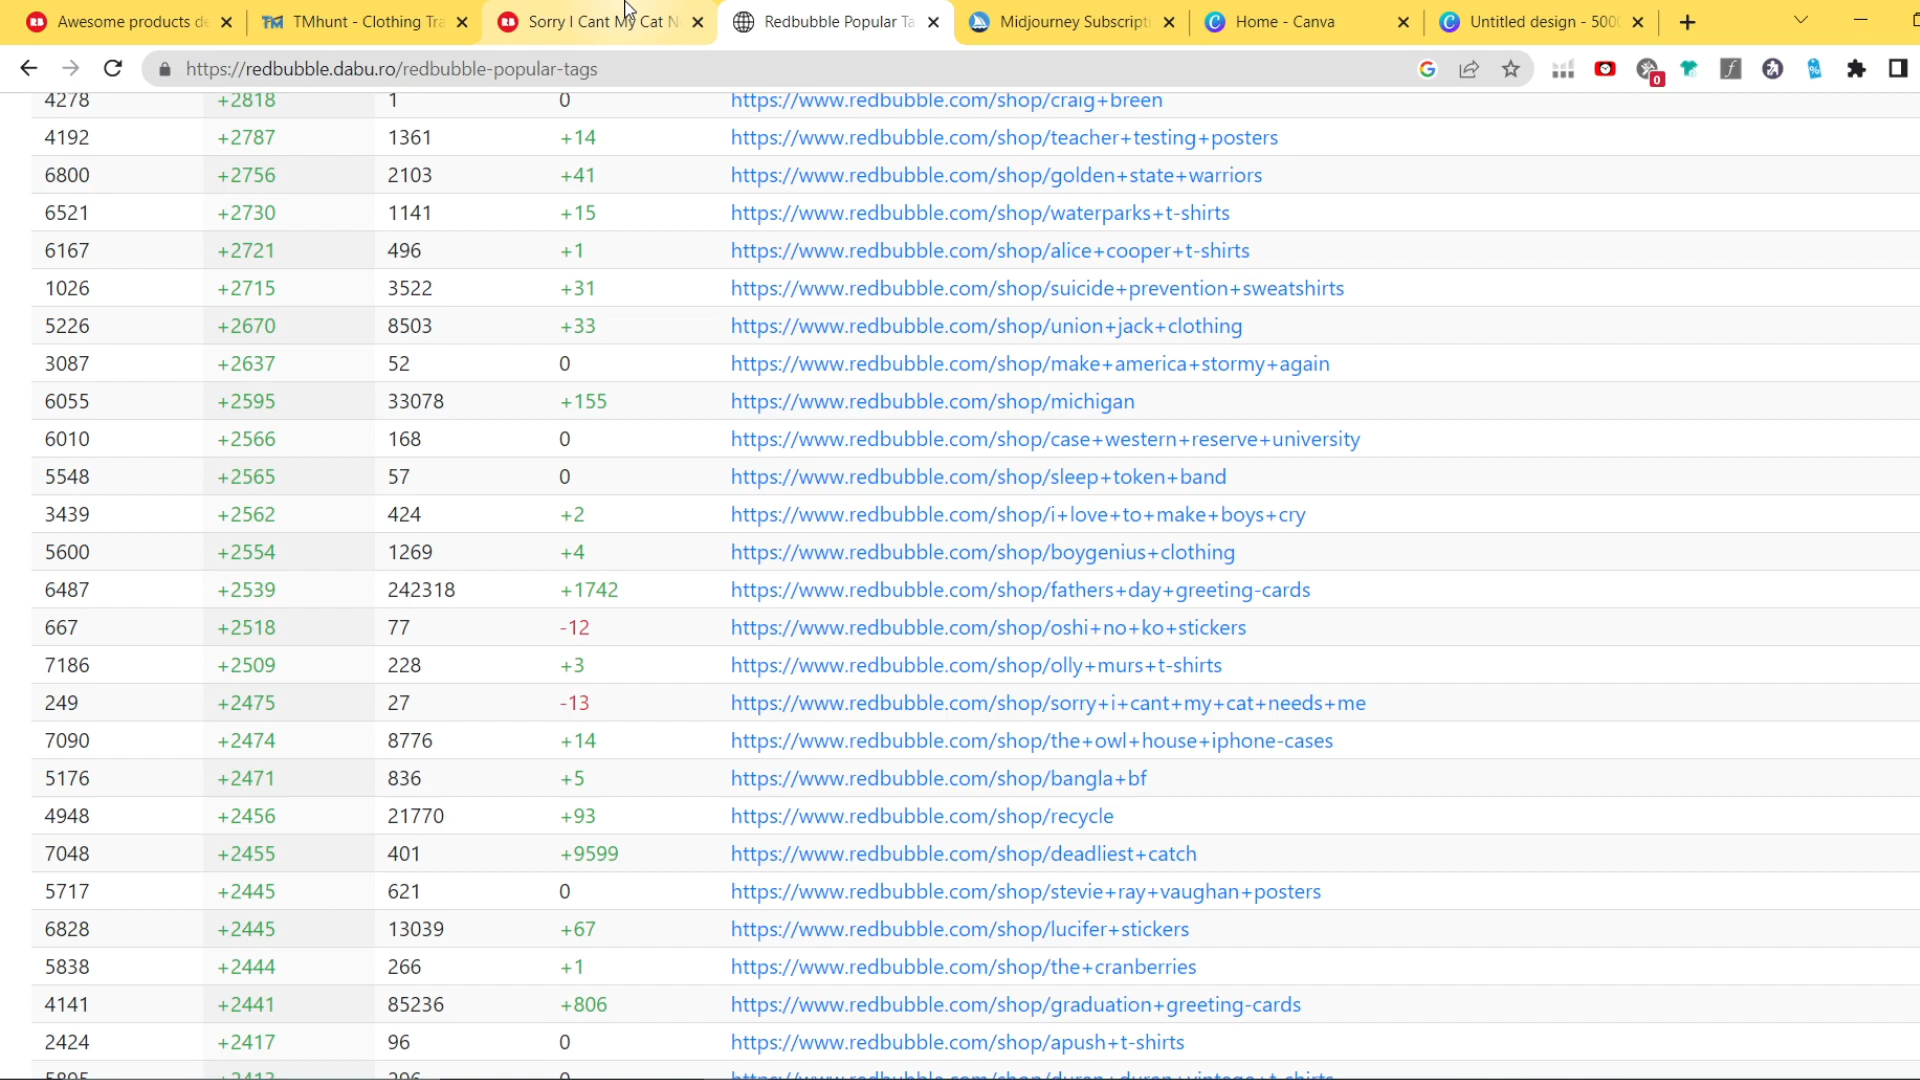 Awesome products de
TMhunt - Clothing Tra
Sorry I Cant My Cat N
Redbubble Popular Ta
Midjourney Subscripti
Home - Canva
Untitled design - 500
https://redbubble.dabu.ro/redbubble-popular-tags
4278 +2818 1 0 https://www.redbubble.com/shop/craig+breen
4192 +2787 1361 +14 https://www.redbubble.com/shop/teacher+testing+posters
6800 +2756 2103 +41 https://www.redbubble.com/shop/golden+state+warriors
6521 +2730 1141 +15 https://www.redbubble.com/shop/waterparks+t-shirts
6167 +2721 496 +1 https://www.redbubble.com/shop/alice+cooper+t-shirts
1026 +2715 3522 +31 https://www.redbubble.com/shop/suicide+prevention+sweatshirts
5226 +2670 8503 +33 https://www.redbubble.com/shop/union+jack+clothing
3087 +2637 52 0 https://www.redbubble.com/shop/make+america+stormy+again
6055 +2595 33078 +155 https://www.redbubble.com/shop/michigan
6010 +2566 168 0 https://www.redbubble.com/shop/case+western+reserve+university
5548 +2565 57 0 https://www.redbubble.com/shop/sleep+token+band
3439 +2562 424 +2 https://www.redbubble.com/shop/i+love+to+make+boys+cry
5600 +2554 1269 +4 https://www.redbubble.com/shop/boygenius+clothing
6487 +2539 242318 +1742 https://www.redbubble.com/shop/fathers+day+greeting-cards
667 +2518 77 -12 https://www.redbubble.com/shop/oshi+no+ko+stickers
7186 +2509 228 +3 https://www.redbubble.com/shop/olly+murs+t-shirts
249 +2475 27 -13 https://www.redbubble.com/shop/sorry+i+cant+my+cat+needs+me
7090 +2474 8776 +14 https://www.redbubble.com/shop/the+owl+house+iphone-cases
5176 +2471 836 +5 https://www.redbubble.com/shop/bangla+bf
4948 +2456 21770 +93 https://www.redbubble.com/shop/recycle
7048 +2455 401 +9599 https://www.redbubble.com/shop/deadliest+catch
5717 +2445 621 0 https://www.redbubble.com/shop/stevie+ray+vaughan+posters
6828 +2445 13039 +67 https://www.redbubble.com/shop/lucifer+stickers
5838 +2444 266 +1 https://www.redbubble.com/shop/the+cranberries
4141 +2441 85236 +806 https://www.redbubble.com/shop/graduation+greeting-cards
2424 +2417 96 0 https://www.redbubble.com/shop/apush+t-shirts